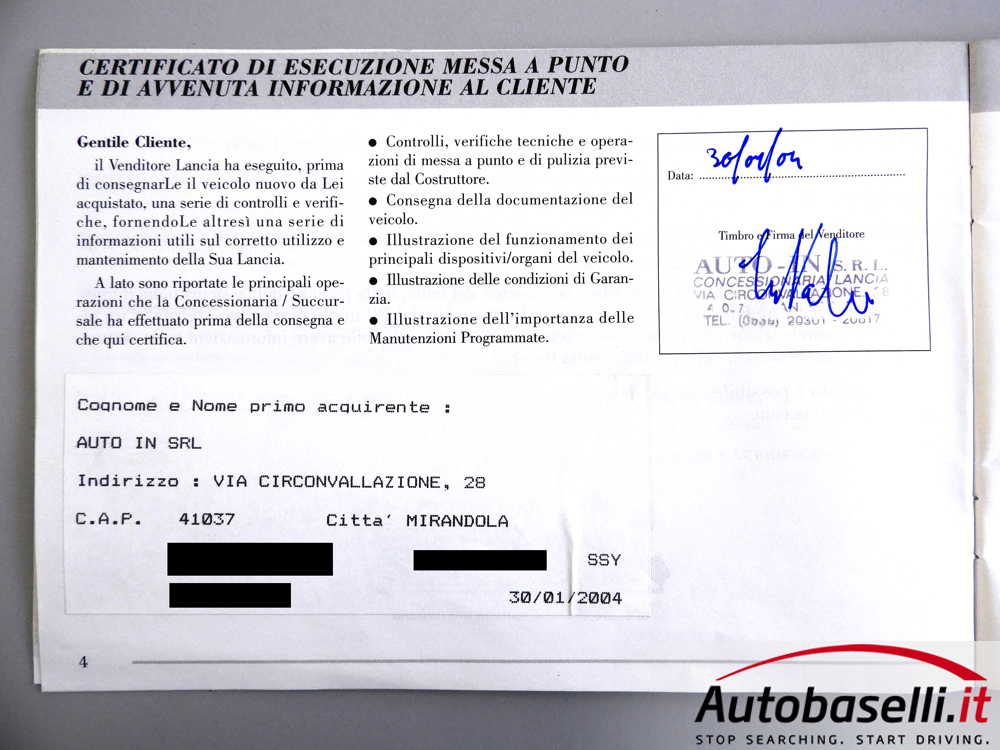 CERTIFICATO DI ESECUZIONE MESSA A PUNTO
E DI AVVENUTA INFORMAZIONE AL CLIENTE
Gentile Cliente,
il Venditore Lancia ha eseguito, prima
di consegnarLe il veicolo nuovo da Lei
acquistato, una serie di controlli e verifi-
che, fornendoLe altresì una serie di
informazioni utili sul corretto utilizzo e
mantenimento della Sua Lancia.
A lato sono riportate le principali ope-
razioni che la Concessionaria / Succur-
sale ha effettuato prima della consegna e
che qui certifica.
● Controlli, verifiche tecniche e opera-
zioni di messa a punto e di pulizia previ-
ste dal Costruttore.
● Consegna della documentazione del
veicolo.
● Illustrazione del funzionamento dei
principali dispositivi/organi del veicolo.
● Illustrazione delle condizioni di Garan-
zia.
● Illustrazione dell'importanza delle
Manutenzioni Programmate.
Data:
Timbro e Firma del Venditore
AUTO-IN S.R.L.
CONCESSIONARIA LANCIA
VIA CIRCONVALLAZIONE, 28
TEL. 20301 -
Cognome e Nome primo acquirente :
AUTO IN SRL
Indirizzo : VIA CIRCONVALLAZIONE, 28
C.A.P. 41037 Citta' MIRANDOLA
SSY
30/01/2004
4
Autobaselli.it
STOP SEARCHING. START DRIVING.